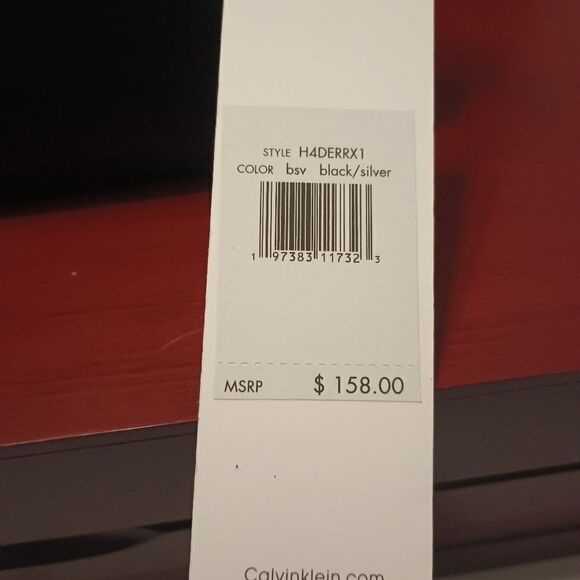 STYLE H4DERRX1
COLOR bsv black/silver
1 97383 11732 3
MSRP $ 158.00
Calvinklein.com